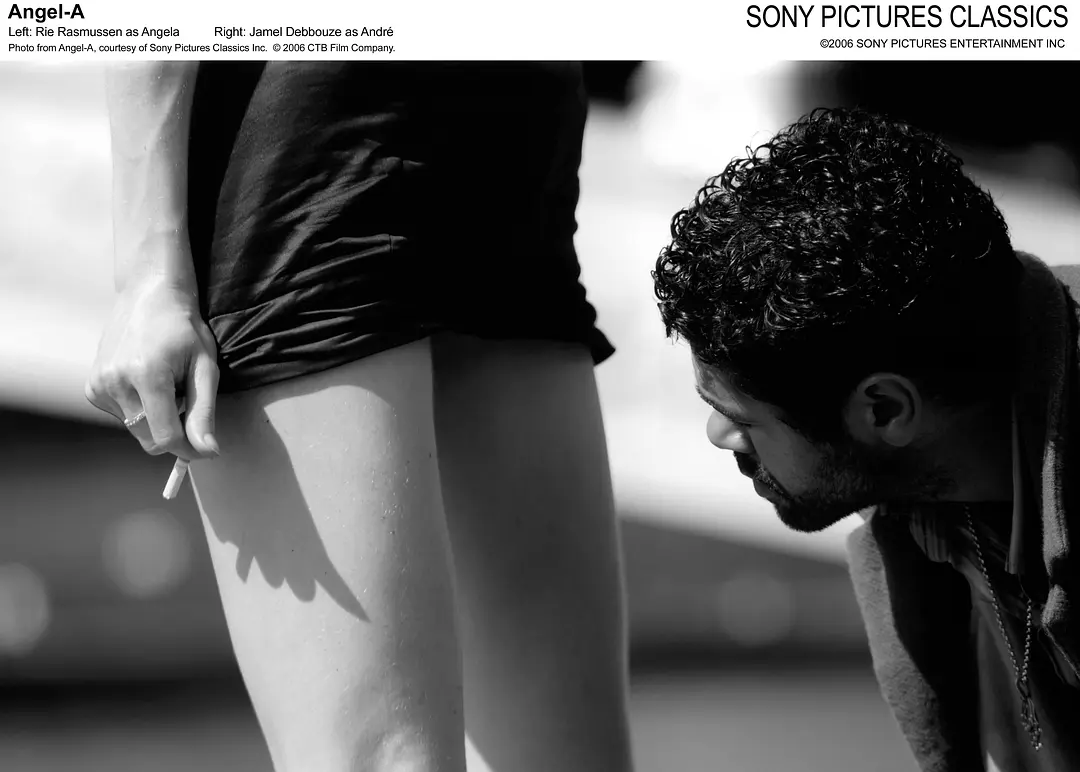 Angel-A
Left: Rie Rasmussen as Angela Right: Jamel Debbouze as André
Photo from Angel-A, courtesy of Sony Pictures Classics Inc. © 2006 CTB Film Company.
SONY PICTURES CLASSICS
©2006 SONY PICTURES ENTERTAINMENT INC